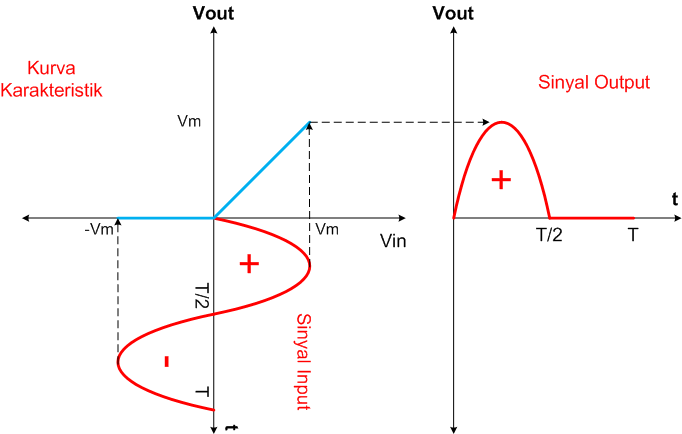 Vout
Kurva
Karakteristik
Vm
-Vm
Vm
Vin
+
T/2
Sinyal Input
-
T
t
Vout
Sinyal Output
+
t
T/2
T